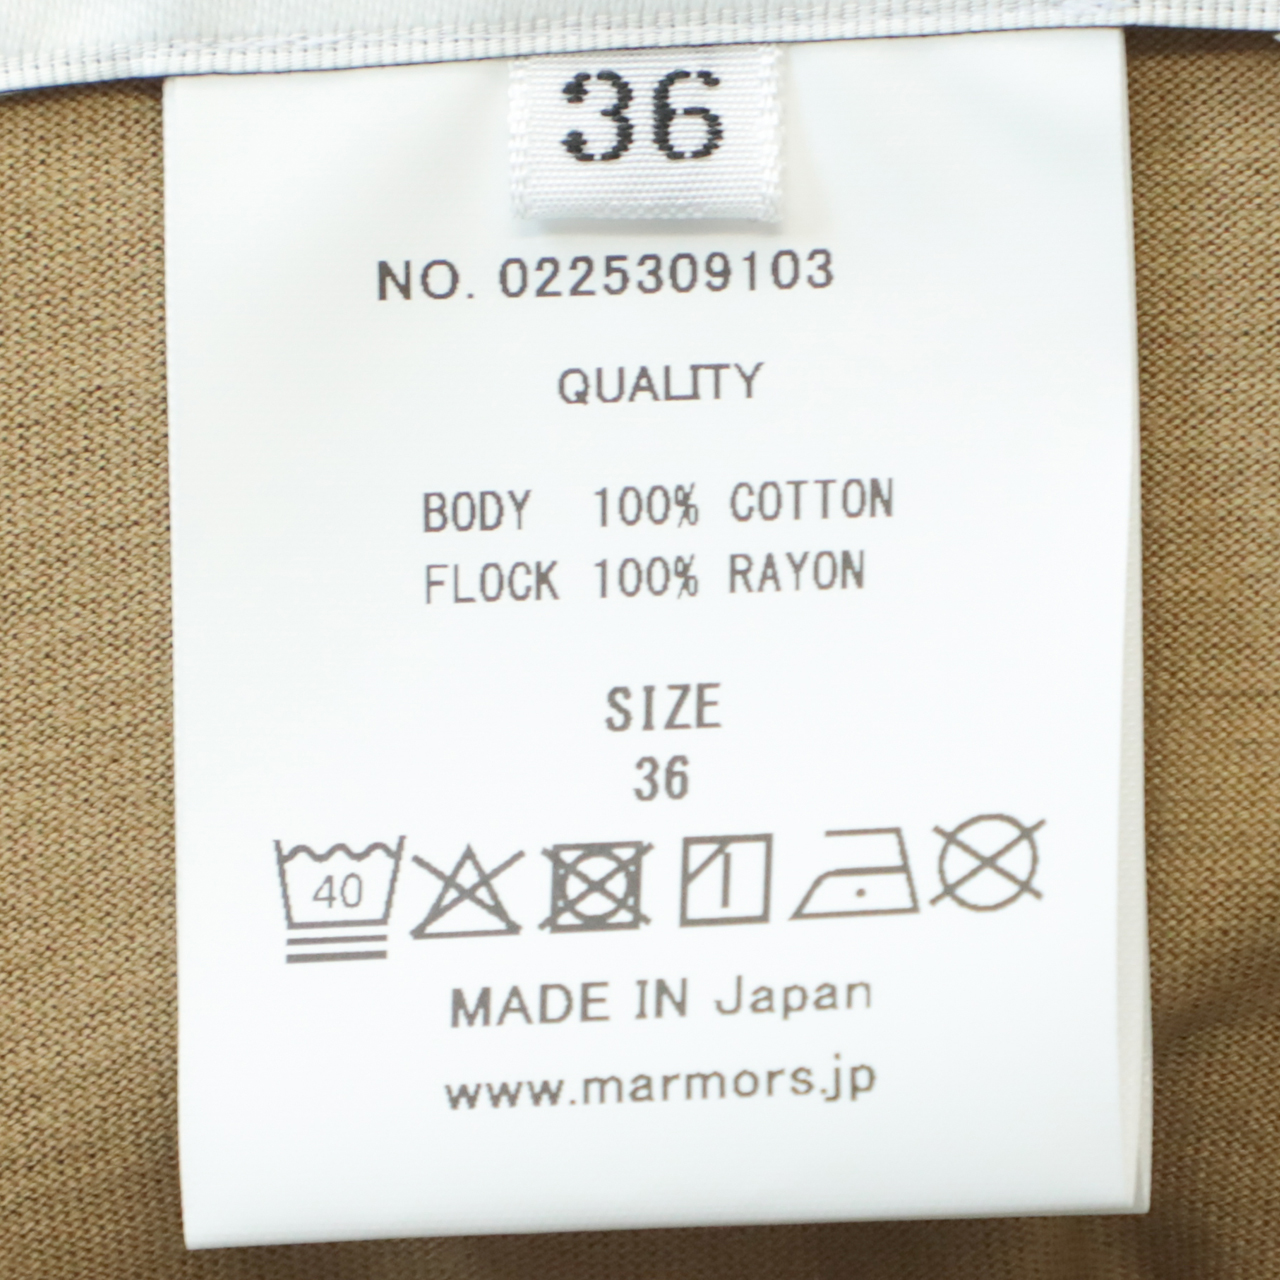 36
NO. 0225309103
QUALITY
BODY 100% COTTON
FLOCK 100% RAYON
SIZE
36
40
MADE IN Japan
www.marmors.jp